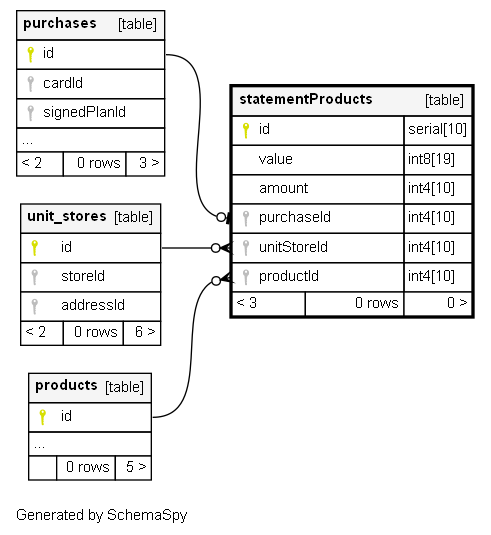 purchases [table]
id
cardId
signedPlanId
...
< 2 0 rows 3 >
unit_stores [table]
id
storeId
addressId
< 2 0 rows 6 >
products [table]
id
...
0 rows 5 >
statementProducts [table]
id serial[10]
value int8[19]
amount int4[10]
purchaseId int4[10]
unitStoreId int4[10]
productId int4[10]
< 3 0 rows 0 >
Generated by SchemaSpy